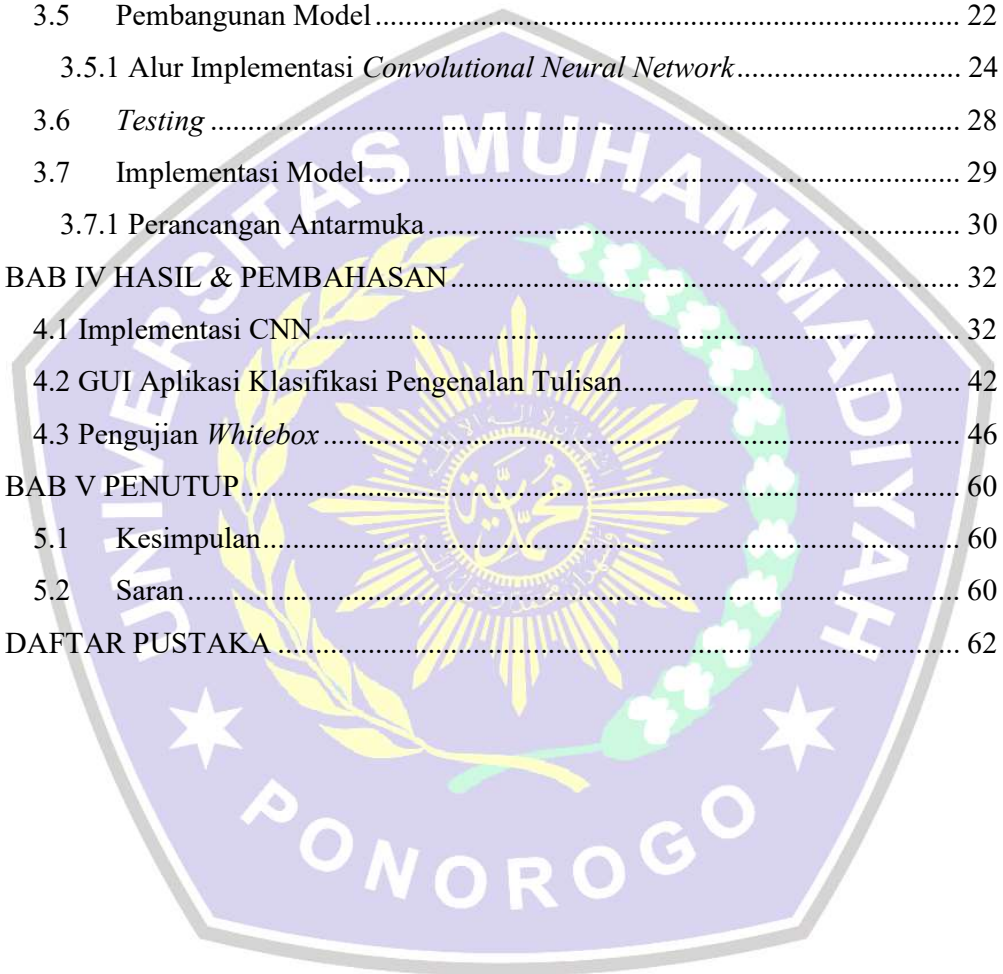 3.5 Pembangunan Model........ 22
3.5.1 Alur Implementasi Convolutional Neural Network........ 24
3.6 Testing........ 28
3.7 Implementasi Model........ 29
3.7.1 Perancangan Antarmuka........ 30
BAB IV HASIL & PEMBAHASAN........ 32
4.1 Implementasi CNN........ 32
4.2 GUI Aplikasi Klasifikasi Pengenalan Tulisan........ 42
4.3 Pengujian Whitebox........ 46
BAB V PENUTUP........ 60
5.1 Kesimpulan........ 60
5.2 Saran........ 60
DAFTAR PUSTAKA........ 62
UNIVERSITAS MUHAMMADIYAH
PONOROGO